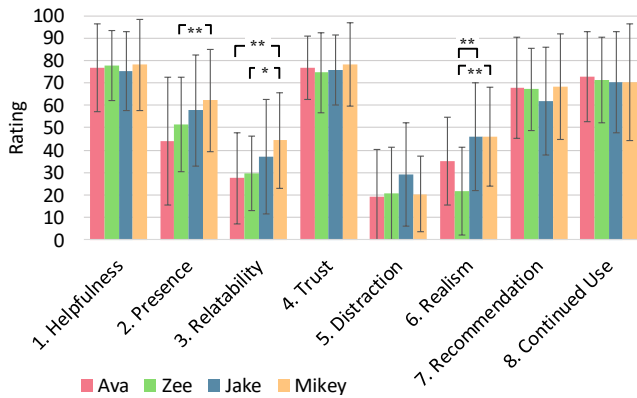 100
90
80
70
60
50
40
30
20
10
0
Rating
**
**
*
**
**
1. Helpfulness
2. Presence
3. Relatability
4. Trust
5. Distraction
6. Realism
7. Recommendation
8. Continued Use
Ava Zee Jake Mikey